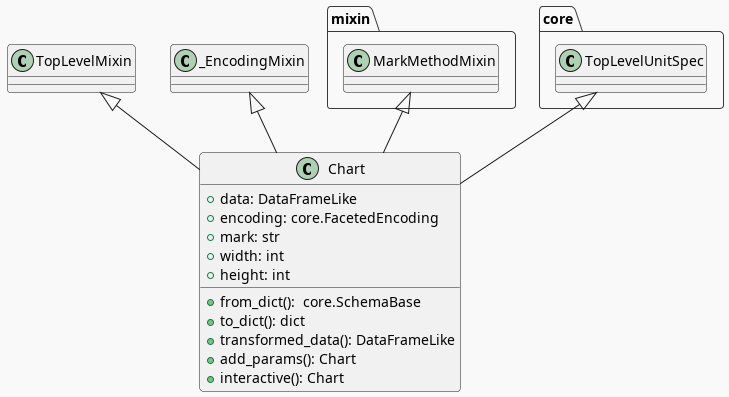 mixin
core
C TopLevelMixin
C _EncodingMixin
C MarkMethodMixin
C TopLevelUnitSpec
C Chart
data: DataFrameLike
encoding: core.FacetedEncoding
mark: str
width: int
height: int
from_dict():  core.SchemaBase
to_dict(): dict
transformed_data(): DataFrameLike
add_params(): Chart
interactive(): Chart